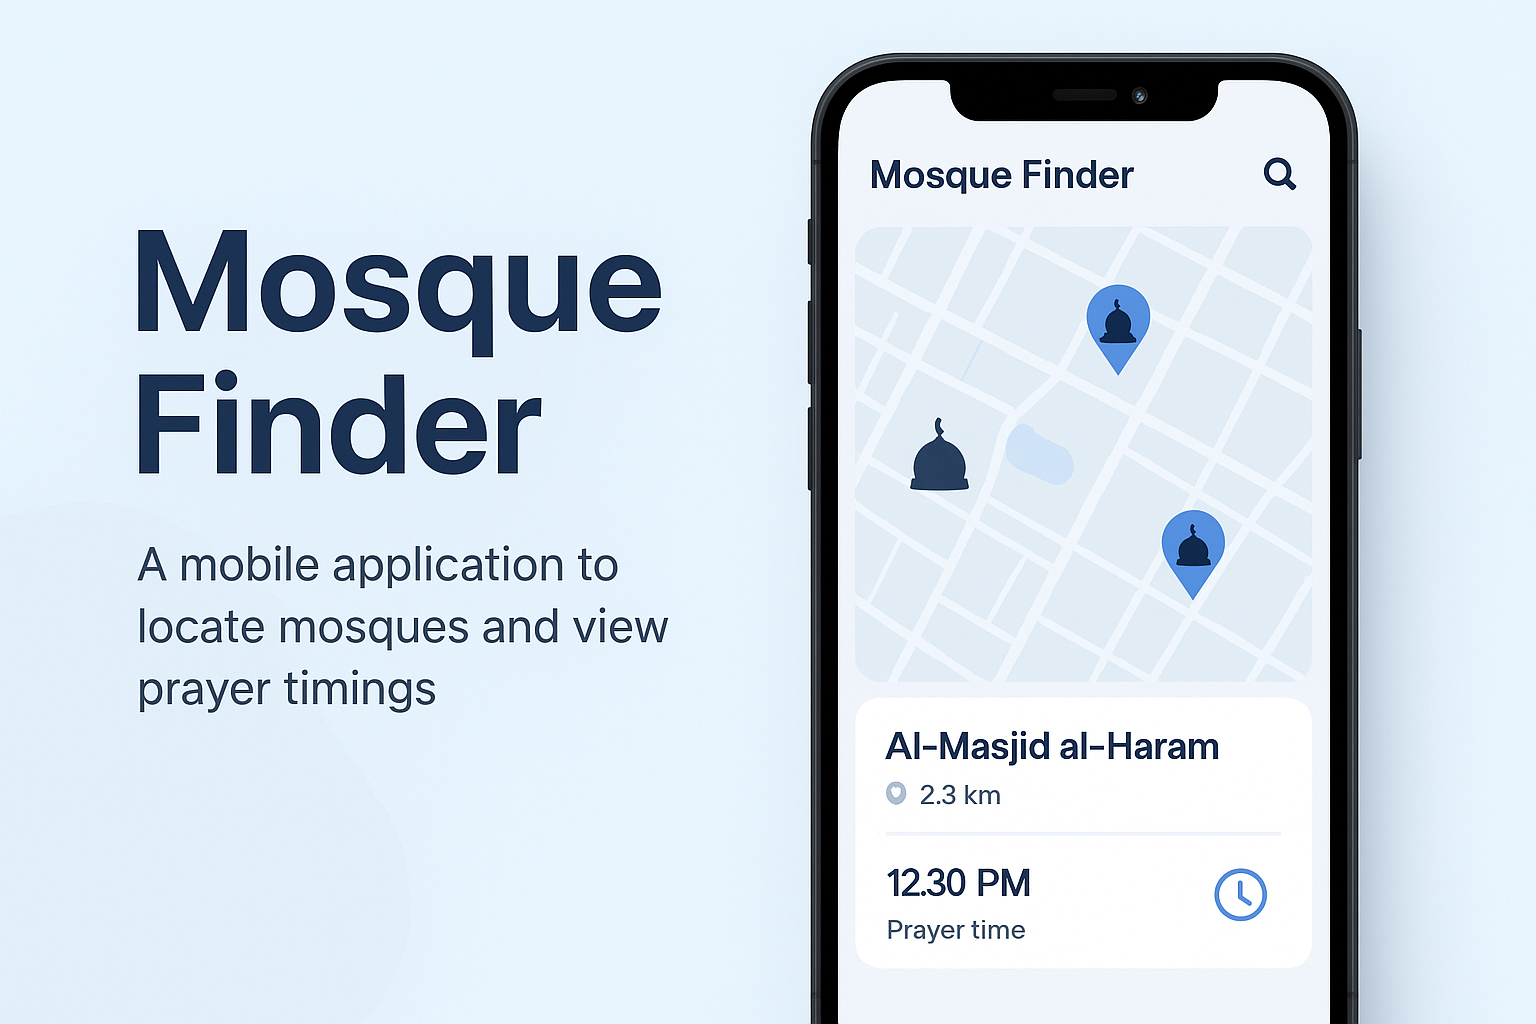 Mosque
Finder
A mobile application to
locate mosques and view
prayer timings
Mosque Finder
Al-Masjid al-Haram
2.3 km
12.30 PM
Prayer time